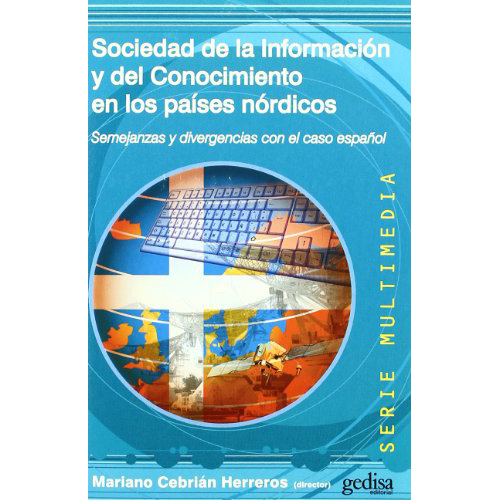 Sociedad de la Información
y del Conocimiento
en los países nórdicos
Semejanzas y divergencias con el caso español
SERIE MULTIMEDIA
Mariano Cebrián Herreros (director)
gedisa
editorial